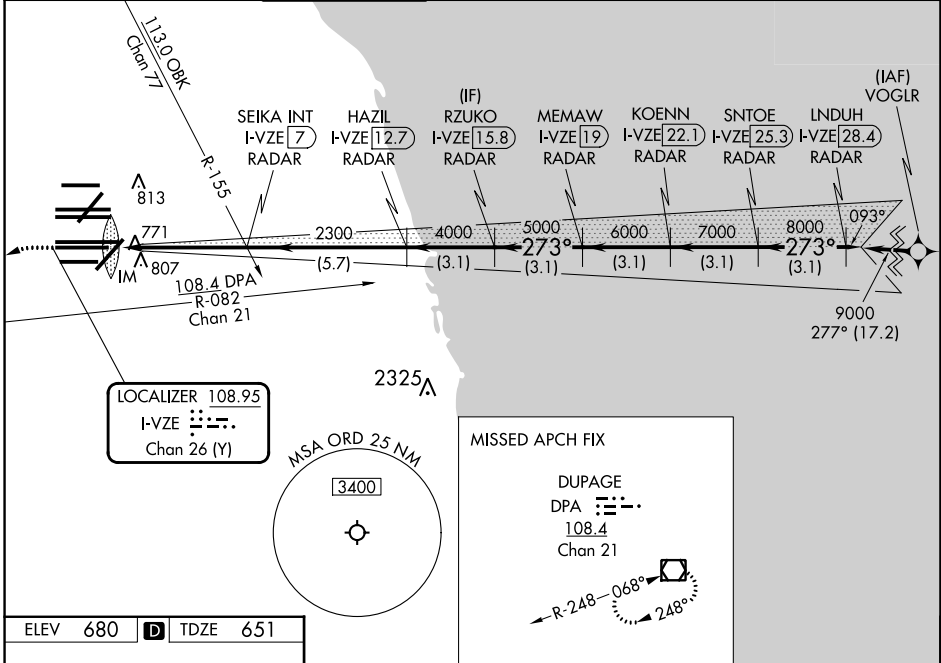 113.0 OBK
Chan 77
R-155
SEIKA INT
I-VZE 7
RADAR
HAZIL
I-VZE 12.7
RADAR
(IF)
RZUKO
I-VZE 15.8
RADAR
MEMAW
I-VZE 19
RADAR
KOENN
I-VZE 22.1
RADAR
SNTOE
I-VZE 25.3
RADAR
LNDUH
I-VZE 28.4
RADAR
(IAF)
VOGLR
813
771
807
IM
2300
(5.7)
4000
(3.1)
5000
273°
(3.1)
6000
(3.1)
7000
(3.1)
8000
273°
(3.1)
093°
9000
277° (17.2)
108.4 DPA
R-082
Chan 21
2325
LOCALIZER 108.95
I-VZE
Chan 26 (Y)
MSA ORD 25 NM
3400
MISSED APCH FIX
DUPAGE
DPA
108.4
Chan 21
R-248
068°
248°
ELEV 680 D TDZE 651